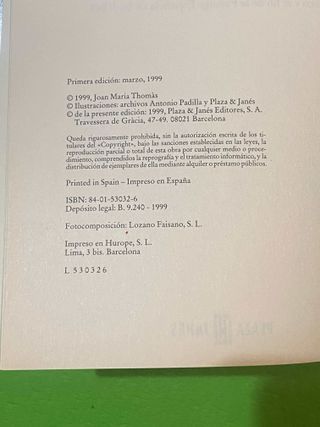 Primera edición: marzo, 1999
© 1999, Joan Maria Thomàs
© Ilustraciones: archivos Antonio Padilla y Plaza & Janés
© de la presente edición: 1999, Plaza & Janés Editores, S. A.
Travessera de Gràcia, 47-49. 08021 Barcelona
Queda rigurosamente prohibida, sin la autorización escrita de los ti-
tulares del «Copyright», bajo las sanciones establecidas en las leyes, la
reproducción parcial o total de esta obra por cualquier medio o proce-
dimiento, comprendidos la reprografía y el tratamiento informático, y la
distribución de ejemplares de ella mediante alquiler o préstamo públicos.
Printed in Spain – Impreso en España
ISBN: 84-01-53032-6
Depósito legal: B. 9.240 - 1999
Fotocomposición: Lozano Faisano, S. L.
Impreso en Hurope, S. L.
Lima, 3 bis. Barcelona
L 530326
PLAZA JANES